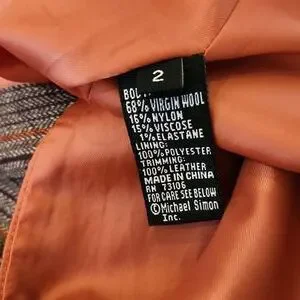 2
68% VIRGIN WOOL
16% NYLON
15% VISCOSE
1% ELASTANE
LINING:
100% POLYESTER
TRIMMING:
100% LEATHER
MADE IN CHINA
RN 73106
FOR CARE SEE BELOW
©Michael Simon
Inc.